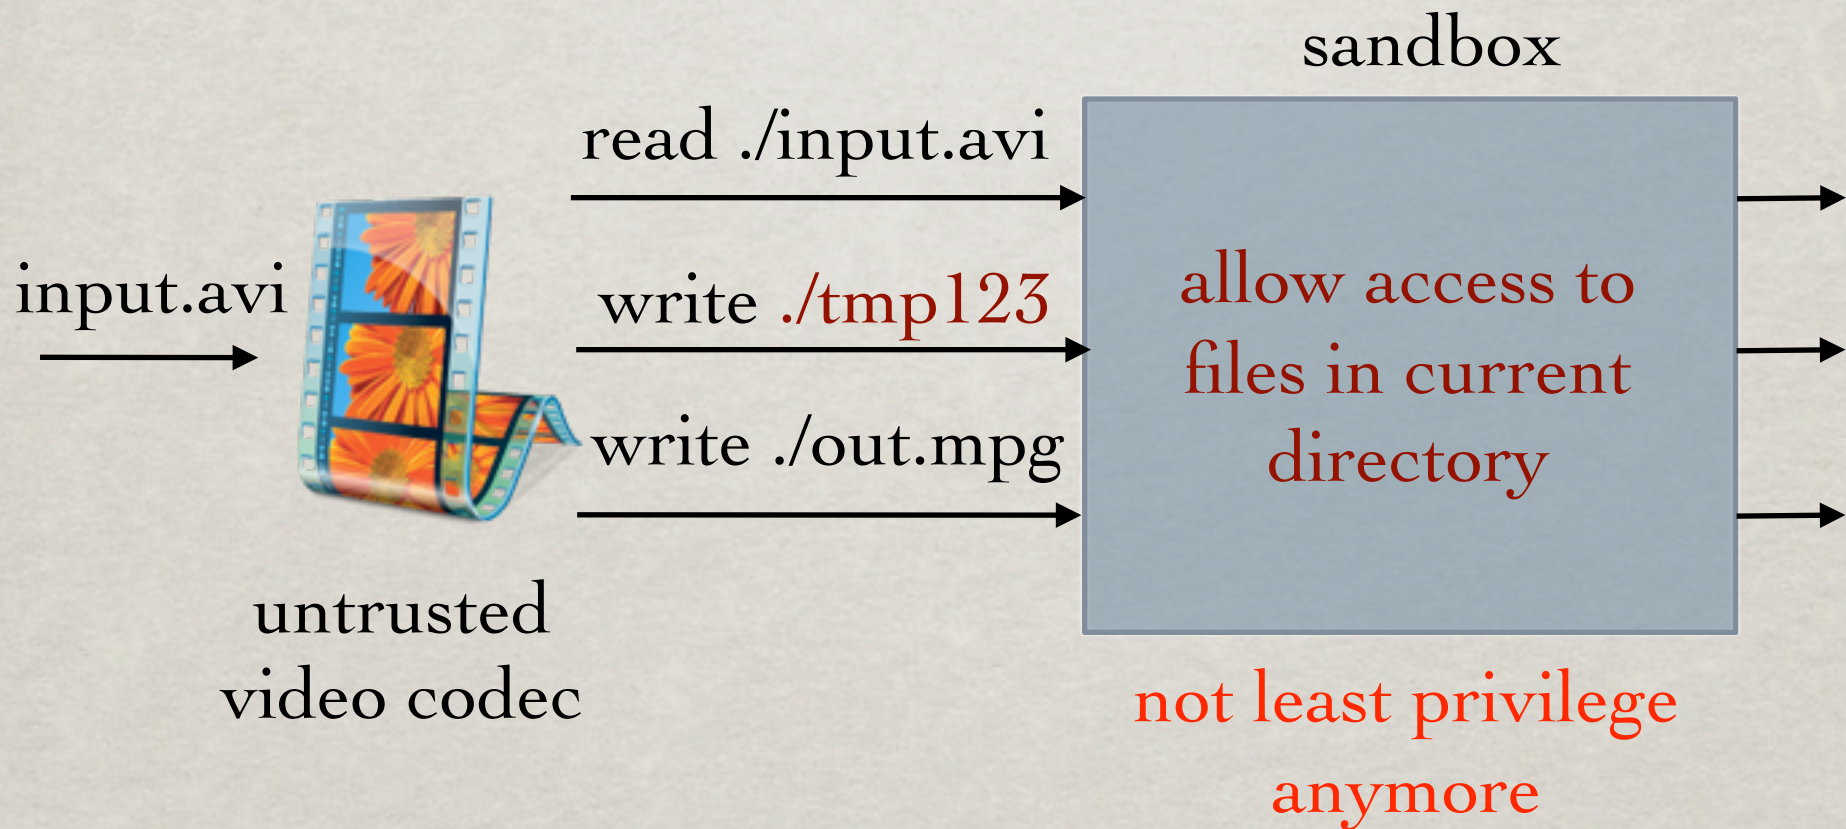 sandbox
read ./input.avi
input.avi
write ./tmp123
write ./out.mpg
allow access to
files in current
directory
untrusted
video codec
not least privilege
anymore